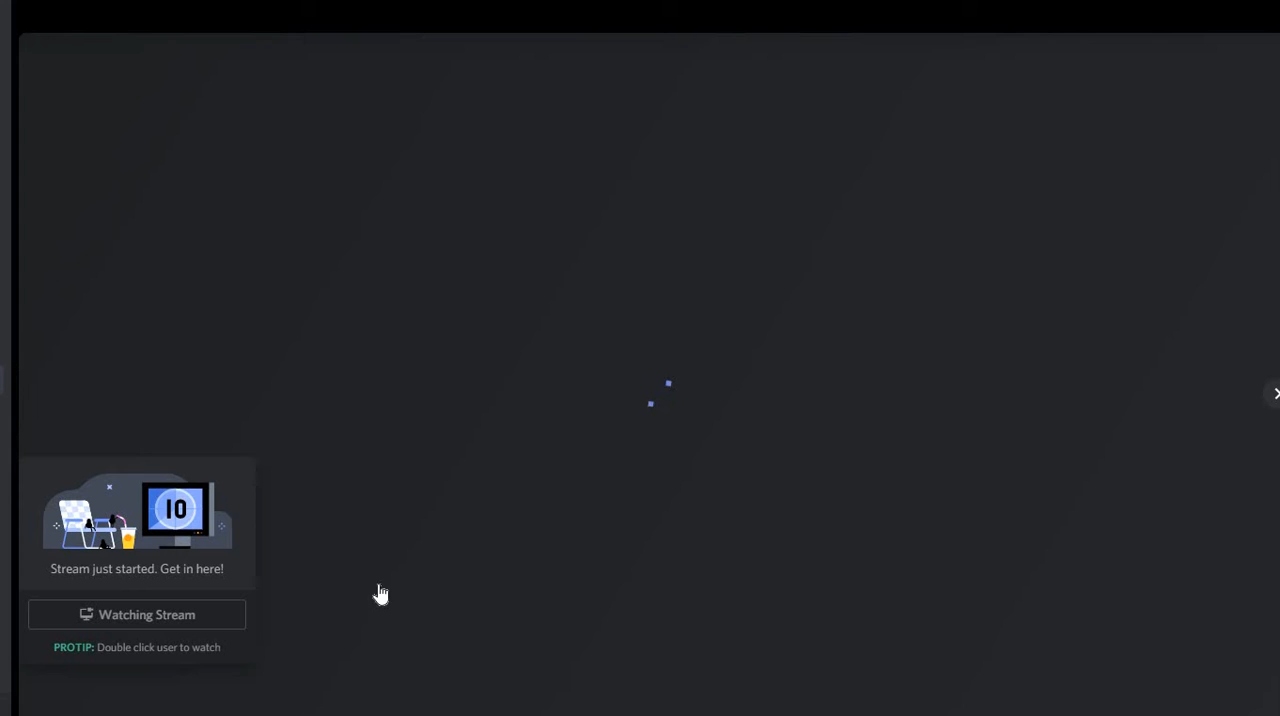 10
Stream just started. Get in here!
Watching Stream
PROTIP: Double click user to watch